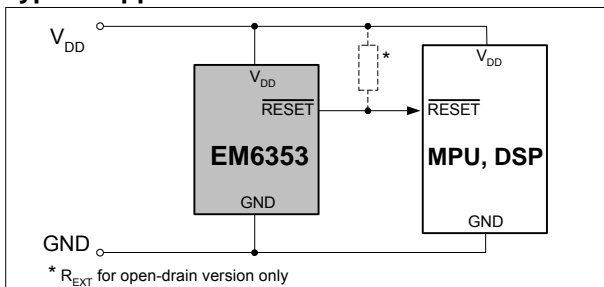 V_DD
*
V_DD
V_DD
RESET
RESET
EM6353
MPU, DSP
GND
GND
GND
* R_EXT for open-drain version only